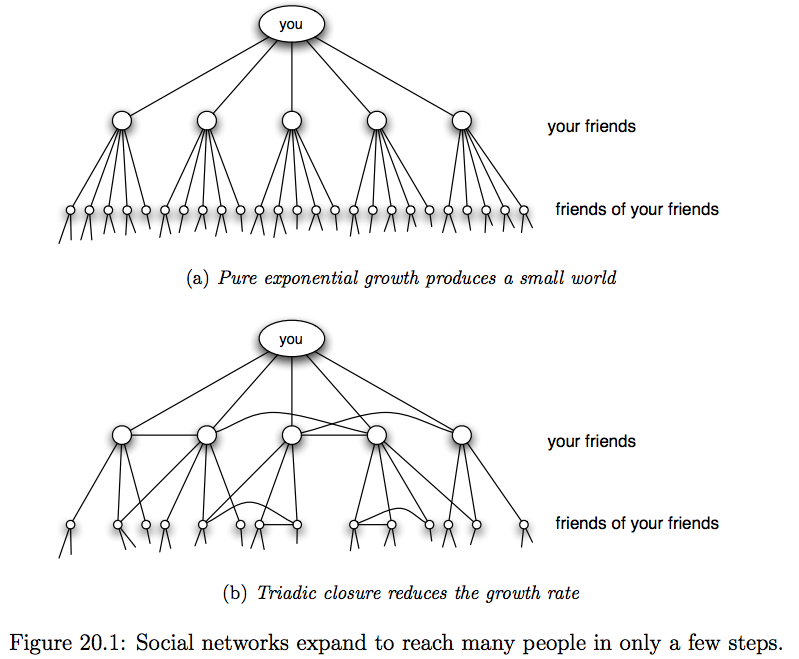 you
your friends
friends of your friends
(a) Pure exponential growth produces a small world
you
your friends
friends of your friends
(b) Triadic closure reduces the growth rate
Figure 20.1: Social networks expand to reach many people in only a few steps.